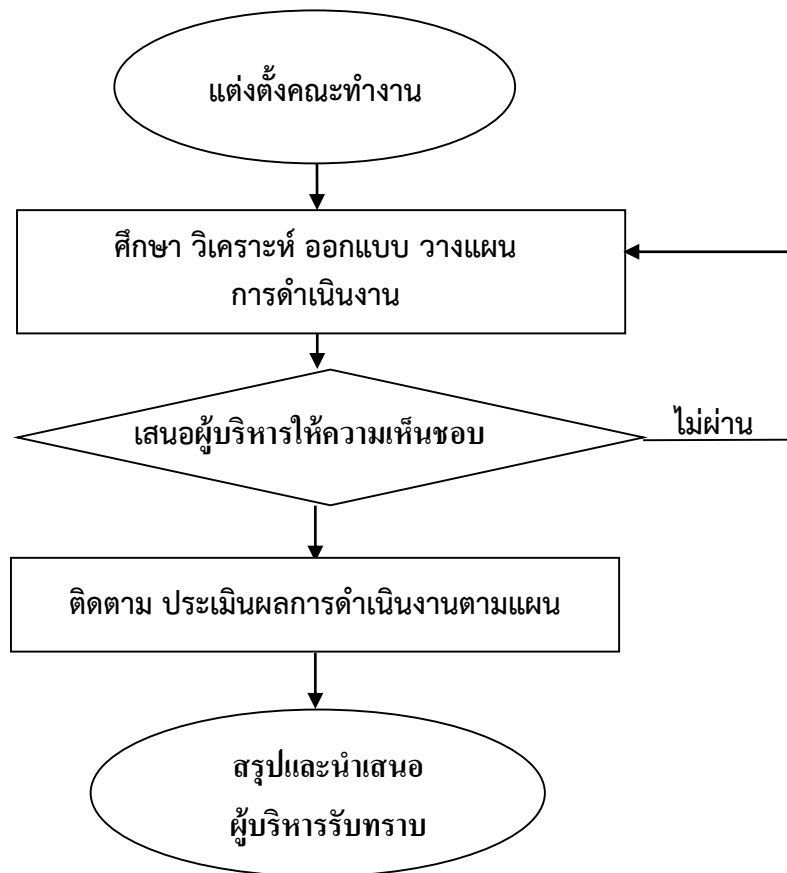 แต่งตั้งคณะทำงาน
ศึกษา วิเคราะห์ ออกแบบ วางแผน
การดำเนินงาน
เสนอผู้บริหารให้ความเห็นชอบ
ไม่ผ่าน
ติดตาม ประเมินผลการดำเนินงานตามแผน
สรุปและนำเสนอ
ผู้บริหารรับทราบ